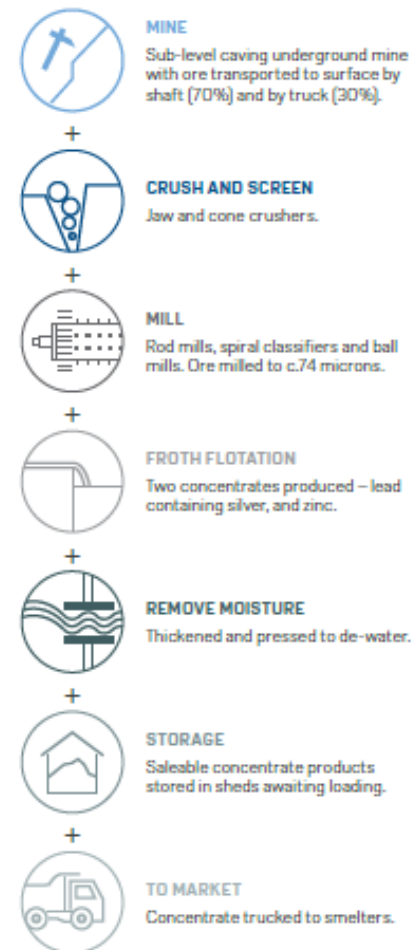 MINE
Sub-level caving underground mine
with ore transported to surface by
shaft (70%) and by truck (30%).
+
CRUSH AND SCREEN
Jaw and cone crushers.
+
MILL
Rod mills, spiral classifiers and ball
mills. Ore milled to c.74 microns.
+
FROTH FLOTATION
Two concentrates produced – lead
containing silver, and zinc.
+
REMOVE MOISTURE
Thickened and pressed to de-water.
+
STORAGE
Saleable concentrate products
stored in sheds awaiting loading.
+
TO MARKET
Concentrate trucked to smelters.